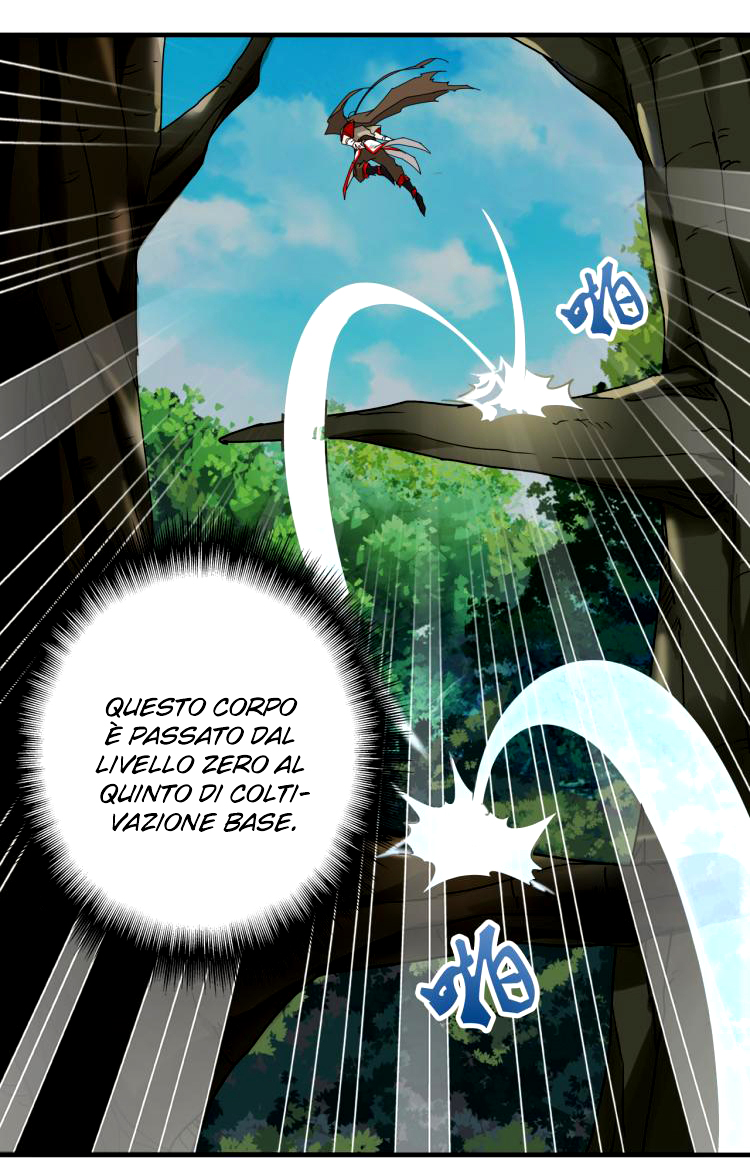 QUESTO CORPO
È PASSATO DAL
LIVELLO ZERO AL
QUINTO DI COLTI-
VAZIONE BASE.